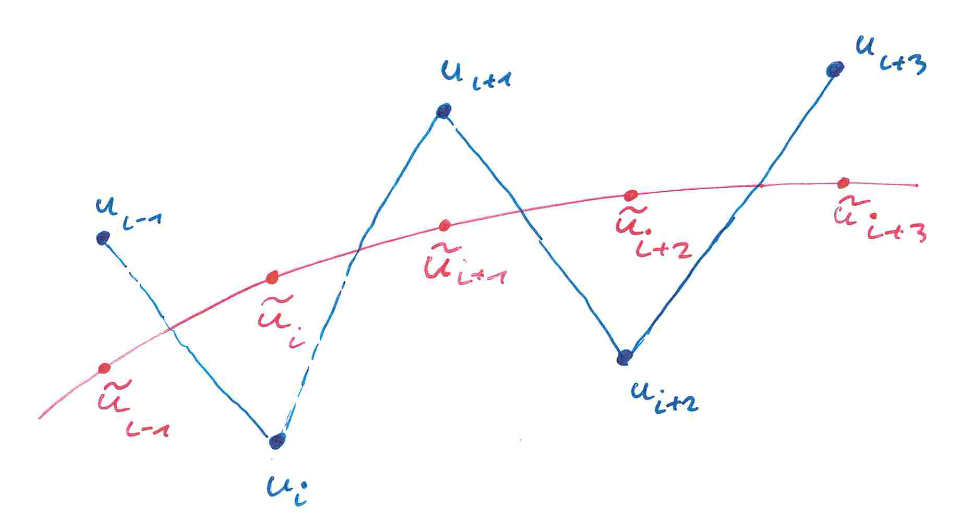 u_{i+3}
u_{i+1}
u_{i-1}
ũ_{i+3}
ũ_{i+2}
ũ_{i+1}
ũ_i
ũ_{i-1}
u_{i+2}
u_i